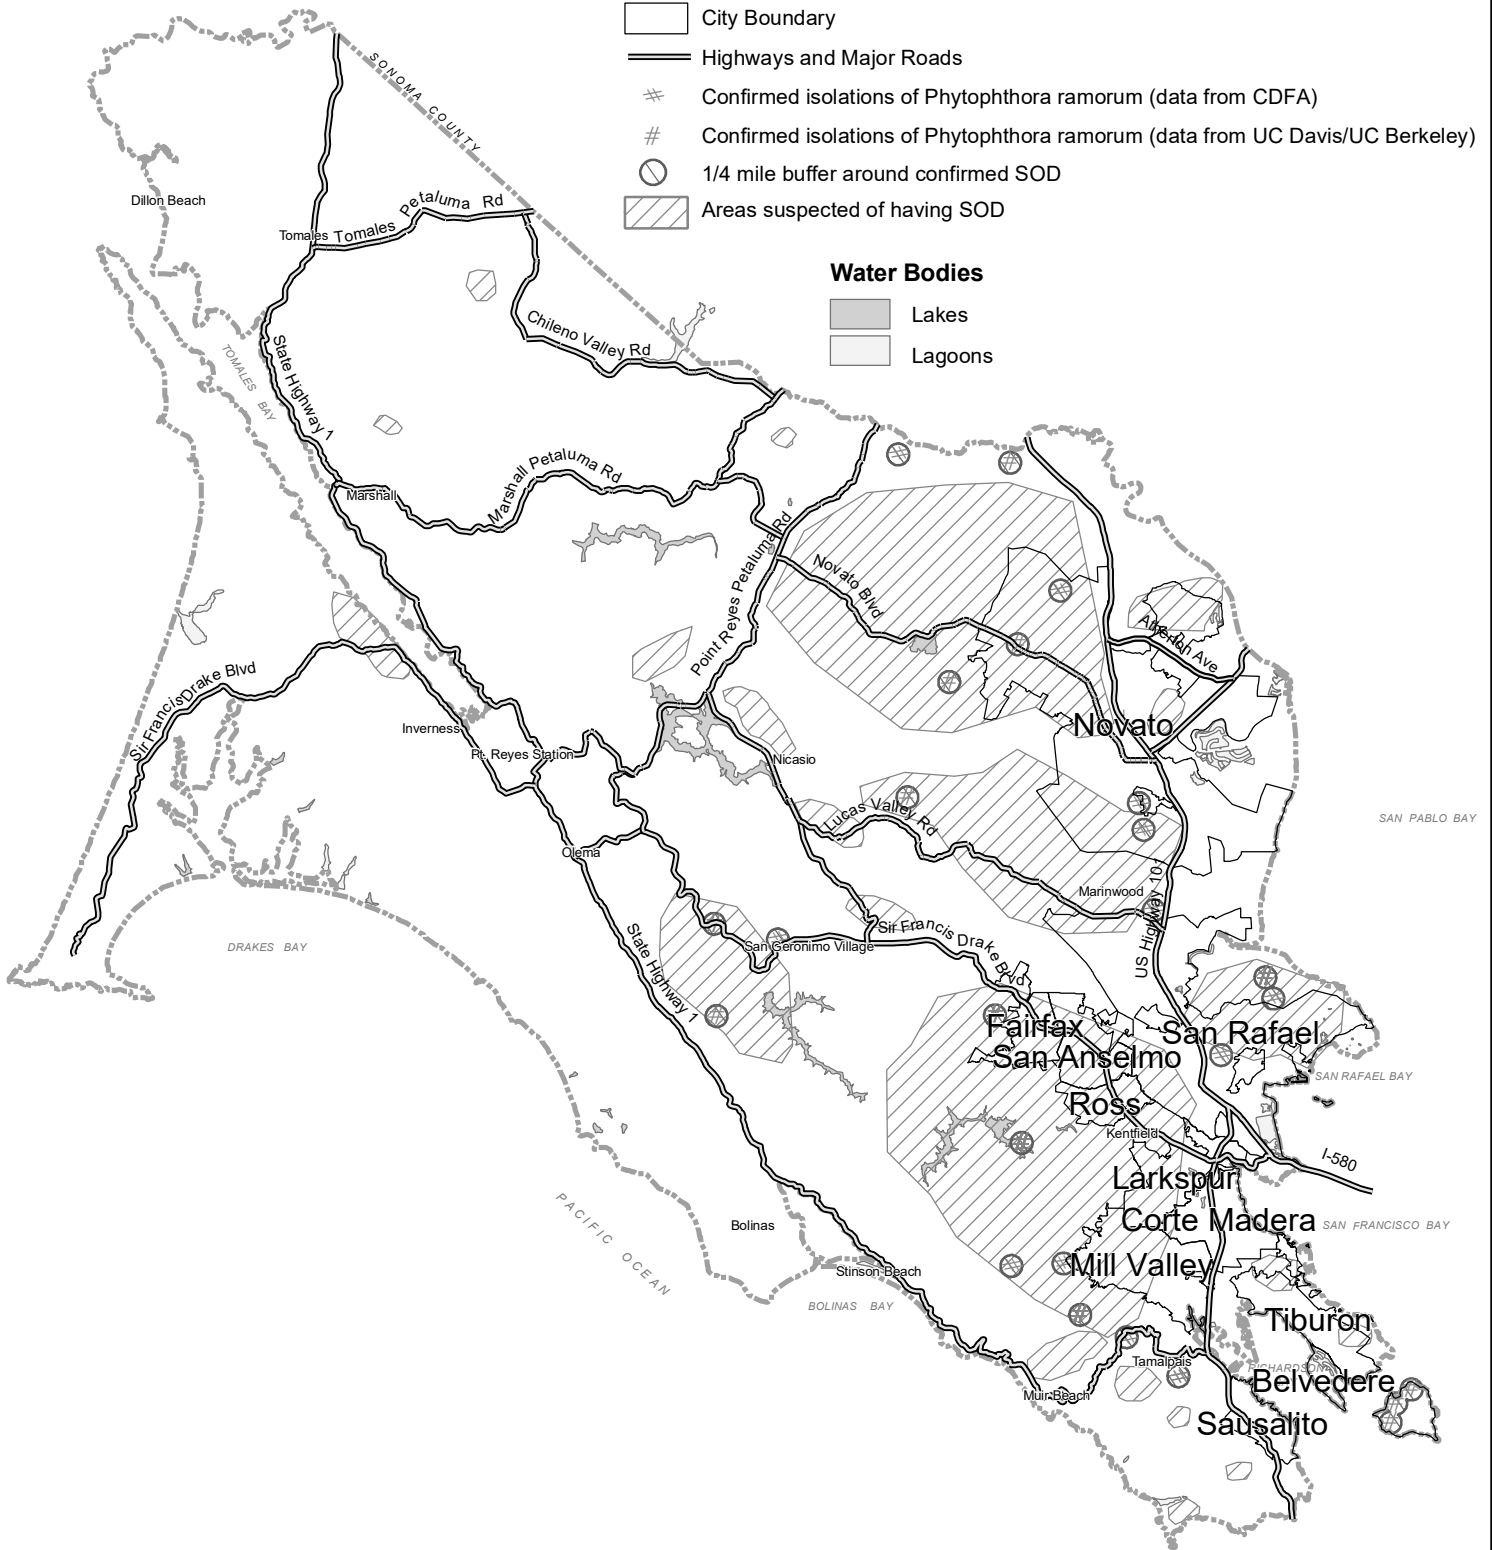 City Boundary
Highways and Major Roads
Confirmed isolations of Phytophthora ramorum (data from CDFA)
Confirmed isolations of Phytophthora ramorum (data from UC Davis/UC Berkeley)
1/4 mile buffer around confirmed SOD
Areas suspected of having SOD
Water Bodies
Lakes
Lagoons
SONOMA COUNTY
Dillon Beach
Tomales
Tomales Petaluma Rd
Chileno Valley Rd
TOMALES BAY
State Highway 1
Marshall
Marshall Petaluma Rd
Point Reyes Petaluma Rd
Novato Blvd
Atherton Ave
Sir Francis Drake Blvd
Inverness
Pt. Reyes Station
Novato
Nicasio
Lucas Valley Rd
SAN PABLO BAY
Olema
Marinwood
US Highway 101
DRAKES BAY
State Highway 1
San Geronimo Village
Sir Francis Drake Blvd
Fairfax
San Rafael
San Anselmo
SAN RAFAEL BAY
Ross
Kentfield
I-580
Larkspur
Corte Madera
SAN FRANCISCO BAY
PACIFIC OCEAN
Bolinas
Mill Valley
Stinson Beach
BOLINAS BAY
Tiburon
Tamalpais
RICHARDSON
Belvedere
Muir Beach
Sausalito